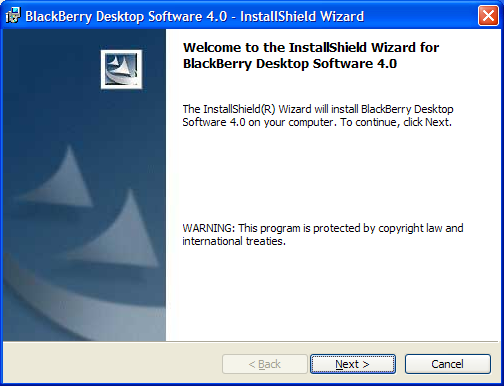 BlackBerry Desktop Software 4.0 - InstallShield Wizard
Welcome to the InstallShield Wizard for
BlackBerry Desktop Software 4.0
The InstallShield(R) Wizard will install BlackBerry Desktop
Software 4.0 on your computer. To continue, click Next.
WARNING: This program is protected by copyright law and
international treaties.
< Back
Next >
Cancel